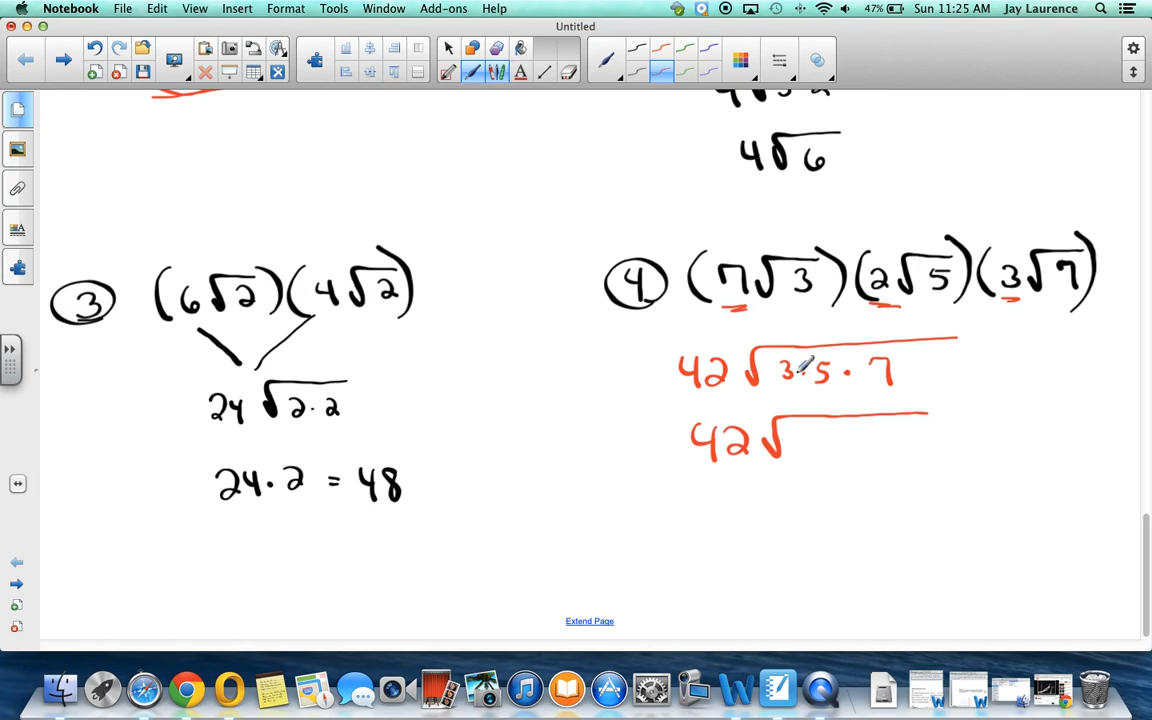 Notebook File Edit View Insert Format Tools Window Add-ons Help 47% Sun 11:25 AM Jay Laurence
Untitled
4√6
③ (6√2)(4√2)
24 √2·2
24·2 = 48
④ (7√3)(2√5)(3√7)
42 √3·5·7
42√
Extend Page